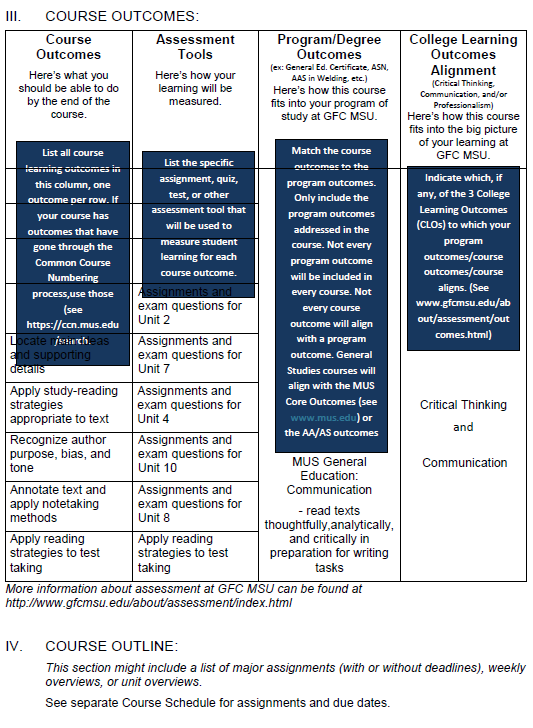 III. COURSE OUTCOMES:
Course
Outcomes
Here's what you
should be able to do
by the end of the
course.
Assessment
Tools
Here's how your
learning will be
measured.
Program/Degree
Outcomes
(ex: General Ed. Certificate, ASN,
AAS in Welding, etc.)
Here's how this course
fits into your program of
study at GFC MSU.
College Learning
Outcomes
Alignment
(Critical Thinking,
Communication, and/or
Professionalism)
Here's how this course
fits into the big picture
of your learning at
GFC MSU.
List all course
learning outcomes in
this column, one
outcome per row. If
your course has
outcomes that have
gone through the
Common Course
Numbering
process,use those
(see
https://ccn.mus.edu
/search.
List the specific
assignment, quiz,
test, or other
assessment tool that
will be used to
measure student
learning for each
course outcome.
Match the course
outcomes to the
program outcomes.
Only include the
program outcomes
addressed in the
course. Not every
program outcome
will be included in
every course. Not
every course
outcome will align
with a program
outcome. General
Studies courses will
align with the MUS
Core Outcomes (see
www.mus.edu) or
the AA/AS outcomes
Indicate which, if
any, of the 3 College
Learning Outcomes
(CLOs) to which your
program
outcomes/course
outcomes/course
aligns. (See
www.gfcmsu.edu/ab
out/assessment/out
comes.html)
Assignments and
exam questions for
Unit 2
Locate main ideas
and supporting
details
Assignments and
exam questions for
Unit 7
Apply study-reading
strategies
appropriate to text
Assignments and
exam questions for
Unit 4
Recognize author
purpose, bias, and
tone
Assignments and
exam questions for
Unit 10
Annotate text and
apply notetaking
methods
Assignments and
exam questions for
Unit 8
Apply reading
strategies to test
taking
Apply reading
strategies to test
taking
MUS General
Education:
Communication
- read texts
thoughtfully,analytically,
and critically in
preparation for writing
tasks
Critical Thinking
and
Communication
More information about assessment at GFC MSU can be found at
http://www.gfcmsu.edu/about/assessment/index.html
IV. COURSE OUTLINE:
This section might include a list of major assignments (with or without deadlines), weekly
overviews, or unit overviews.
See separate Course Schedule for assignments and due dates.